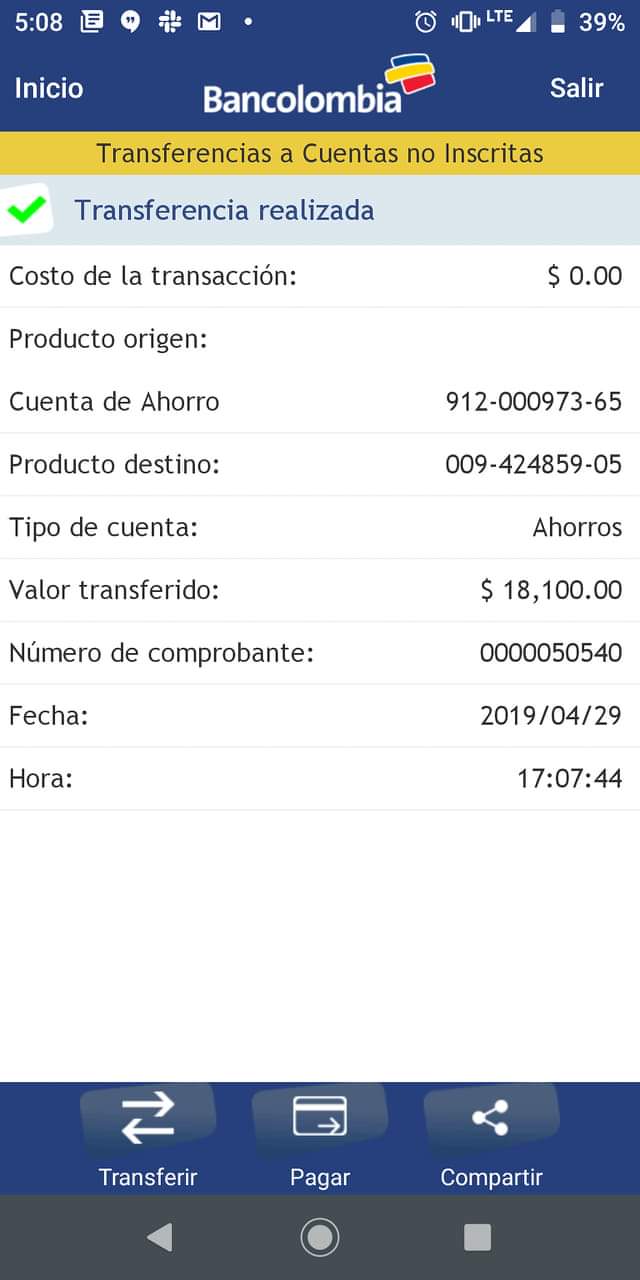 5:08 LTE 39%
Inicio Bancolombia Salir
Transferencias a Cuentas no Inscritas
Transferencia realizada
Costo de la transacción: $ 0.00
Producto origen:
Cuenta de Ahorro 912-000973-65
Producto destino: 009-424859-05
Tipo de cuenta: Ahorros
Valor transferido: $ 18,100.00
Número de comprobante: 0000050540
Fecha: 2019/04/29
Hora: 17:07:44
Transferir Pagar Compartir